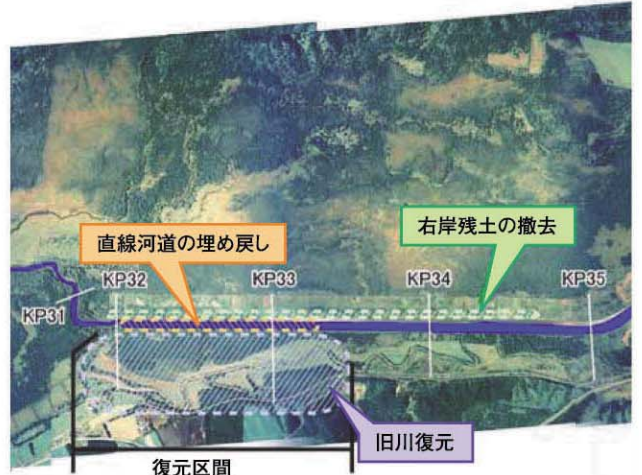 右岸残土の撤去
直線河道の埋め戻し
KP31
KP32
KP33
KP34
KP35
旧川復元
復元区間